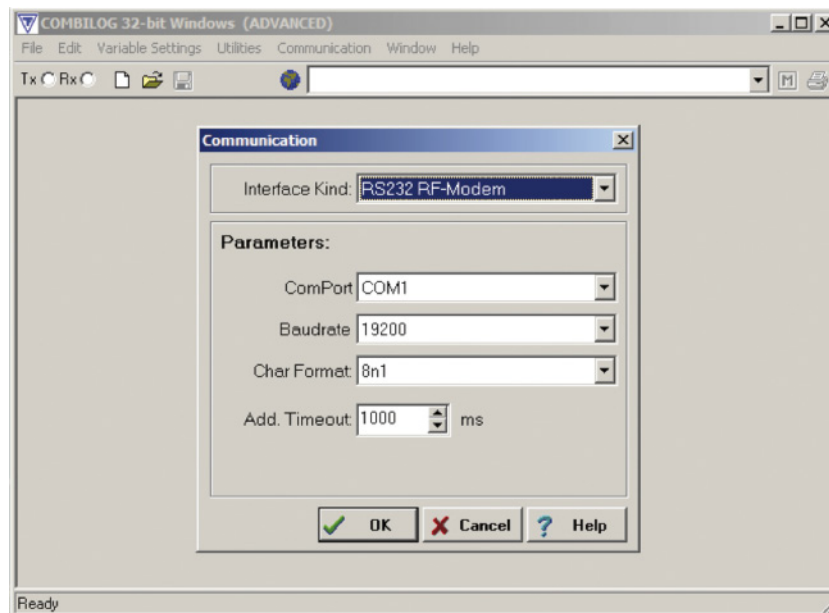 COMBILOG 32-bit Windows (ADVANCED)
File Edit Variable Settings Utilities Communication Window Help
Tx Rx M
Communication
Interface Kind: RS232 RF-Modem
Parameters:
ComPort COM1
Baudrate 19200
Char Format: 8n1
Add. Timeout: 1000 ms
OK Cancel ? Help
Ready